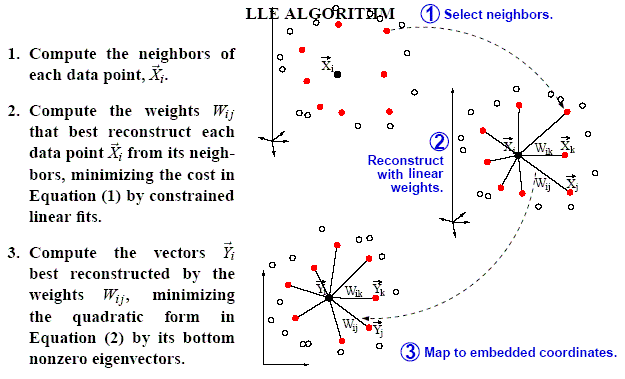 LLE ALGORITHM
1. Compute the neighbors of
each data point, X⃗i.
2. Compute the weights Wij
that best reconstruct each
data point X⃗i from its neigh-
bors, minimizing the cost in
Equation (1) by constrained
linear fits.
3. Compute the vectors Y⃗i
best reconstructed by the
weights Wij, minimizing
the quadratic form in
Equation (2) by its bottom
nonzero eigenvectors.
1 Select neighbors.
X⃗i
2
Reconstruct
with linear
weights.
X⃗i Wik X⃗k
Wij X⃗j
Y⃗i Wik Y⃗k
Wij Y⃗j
3 Map to embedded coordinates.